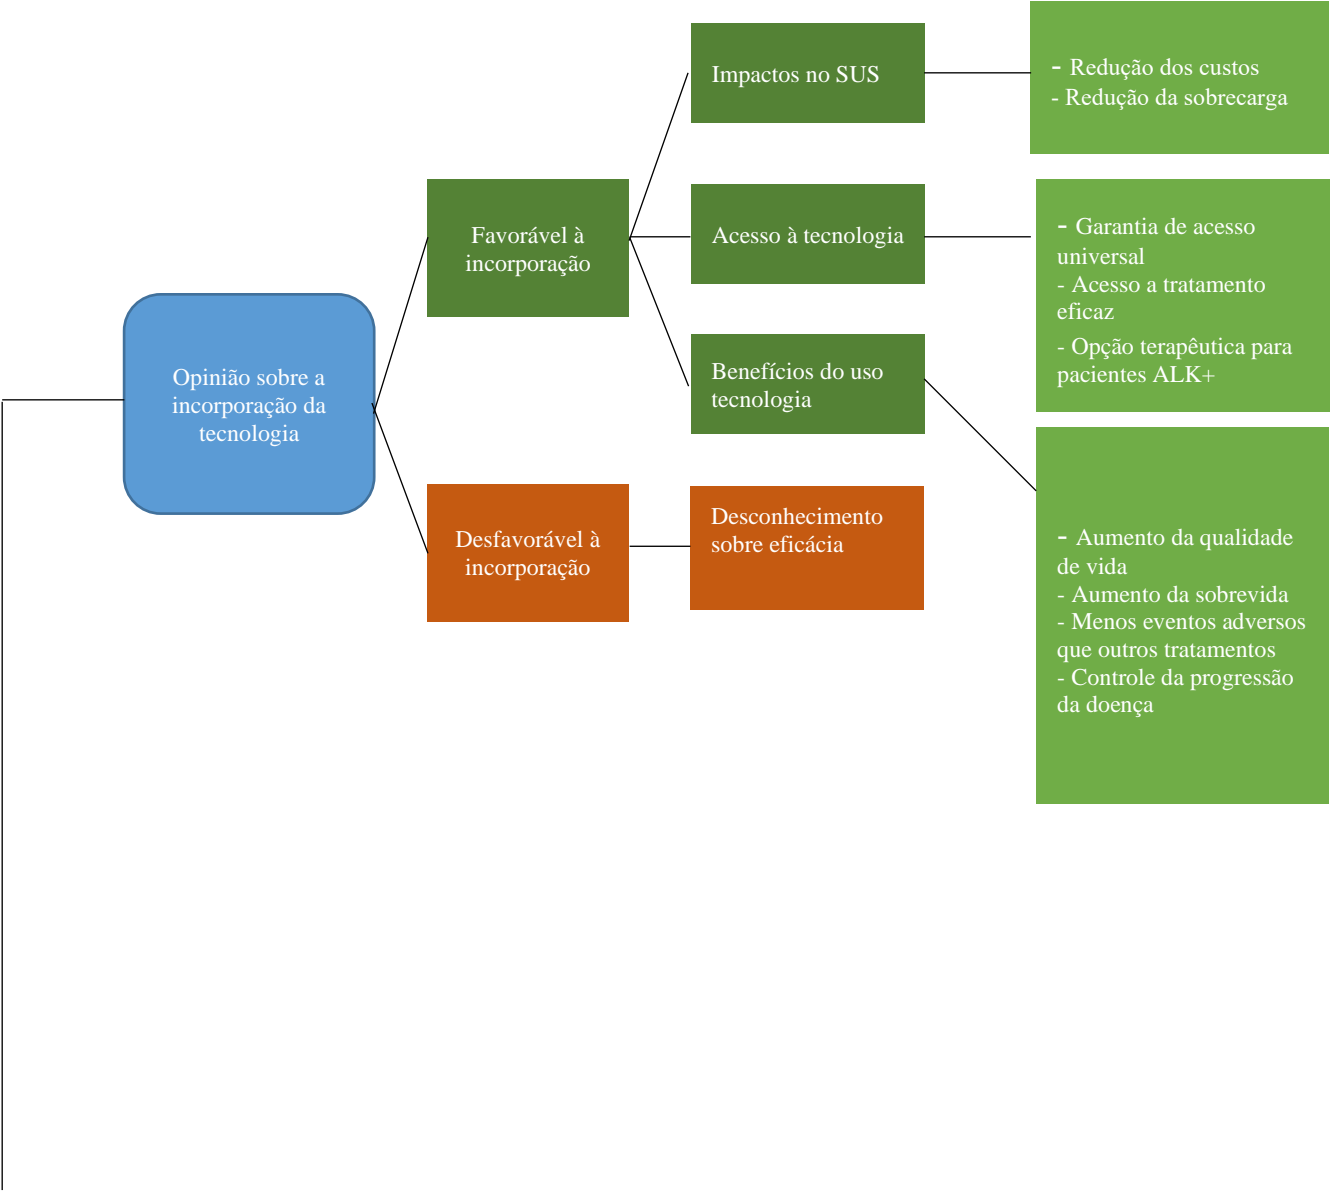 Impactos no SUS
- Redução dos custos
- Redução da sobrecarga
Favorável à
incorporação
Acesso à tecnologia
- Garantia de acesso
universal
- Acesso a tratamento
eficaz
- Opção terapêutica para
pacientes ALK+
Opinião sobre a
incorporação da
tecnologia
Benefícios do uso
tecnologia
Desfavorável à
incorporação
Desconhecimento
sobre eficácia
- Aumento da qualidade
de vida
- Aumento da sobrevida
- Menos eventos adversos
que outros tratamentos
- Controle da progressão
da doença